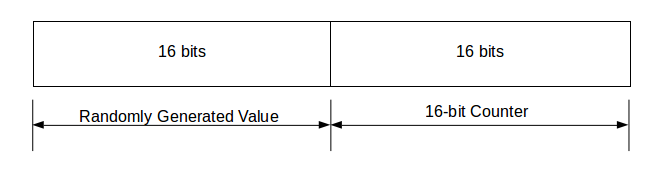 16 bits
16 bits
Randomly Generated Value
16-bit Counter